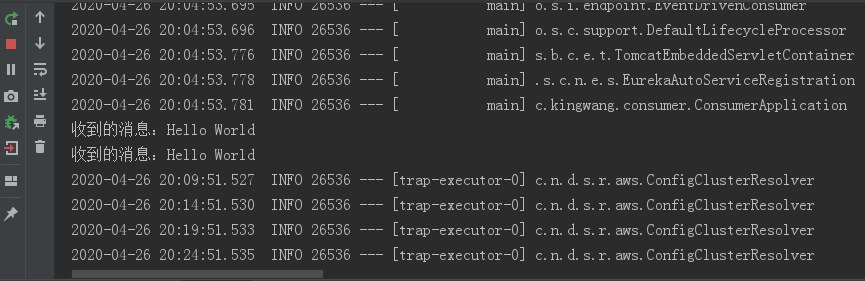 2020-04-26 20:04:53.695  INFO 26536 --- [           main] o.s.i.endpoint.EventDrivenConsumer
2020-04-26 20:04:53.696  INFO 26536 --- [           main] o.s.c.support.DefaultLifecycleProcessor
2020-04-26 20:04:53.776  INFO 26536 --- [           main] s.b.c.e.t.TomcatEmbeddedServletContainer
2020-04-26 20:04:53.778  INFO 26536 --- [           main] .s.c.n.e.s.EurekaAutoServiceRegistration
2020-04-26 20:04:53.781  INFO 26536 --- [           main] c.kingwang.consumer.ConsumerApplication
收到的消息：Hello World
收到的消息：Hello World
2020-04-26 20:09:51.527  INFO 26536 --- [trap-executor-0] c.n.d.s.r.aws.ConfigClusterResolver
2020-04-26 20:14:51.530  INFO 26536 --- [trap-executor-0] c.n.d.s.r.aws.ConfigClusterResolver
2020-04-26 20:19:51.533  INFO 26536 --- [trap-executor-0] c.n.d.s.r.aws.ConfigClusterResolver
2020-04-26 20:24:51.535  INFO 26536 --- [trap-executor-0] c.n.d.s.r.aws.ConfigClusterResolver